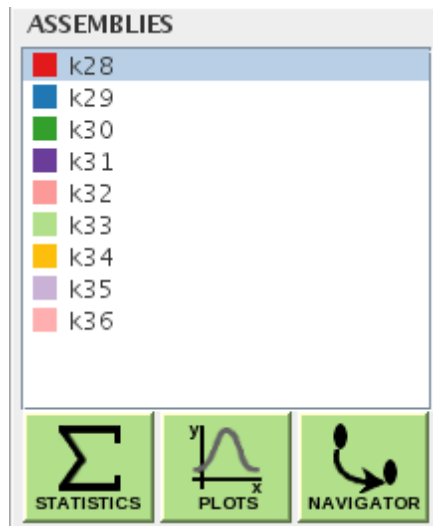 ASSEMBLIES
k28
k29
k30
k31
k32
k33
k34
k35
k36
y
x
STATISTICS PLOTS NAVIGATOR